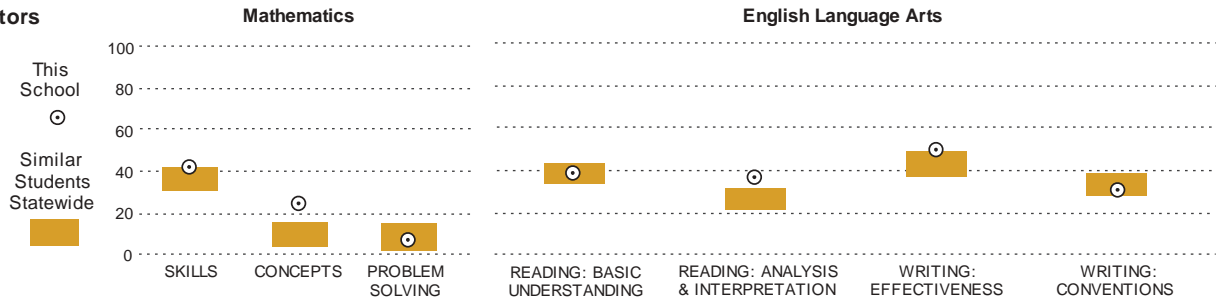 tors
Mathematics
English Language Arts
This
School
Similar
Students
Statewide
100
80
60
40
20
0
SKILLS
CONCEPTS
PROBLEM
SOLVING
READING: BASIC
UNDERSTANDING
READING: ANALYSIS
& INTERPRETATION
WRITING:
EFFECTIVENESS
WRITING:
CONVENTIONS